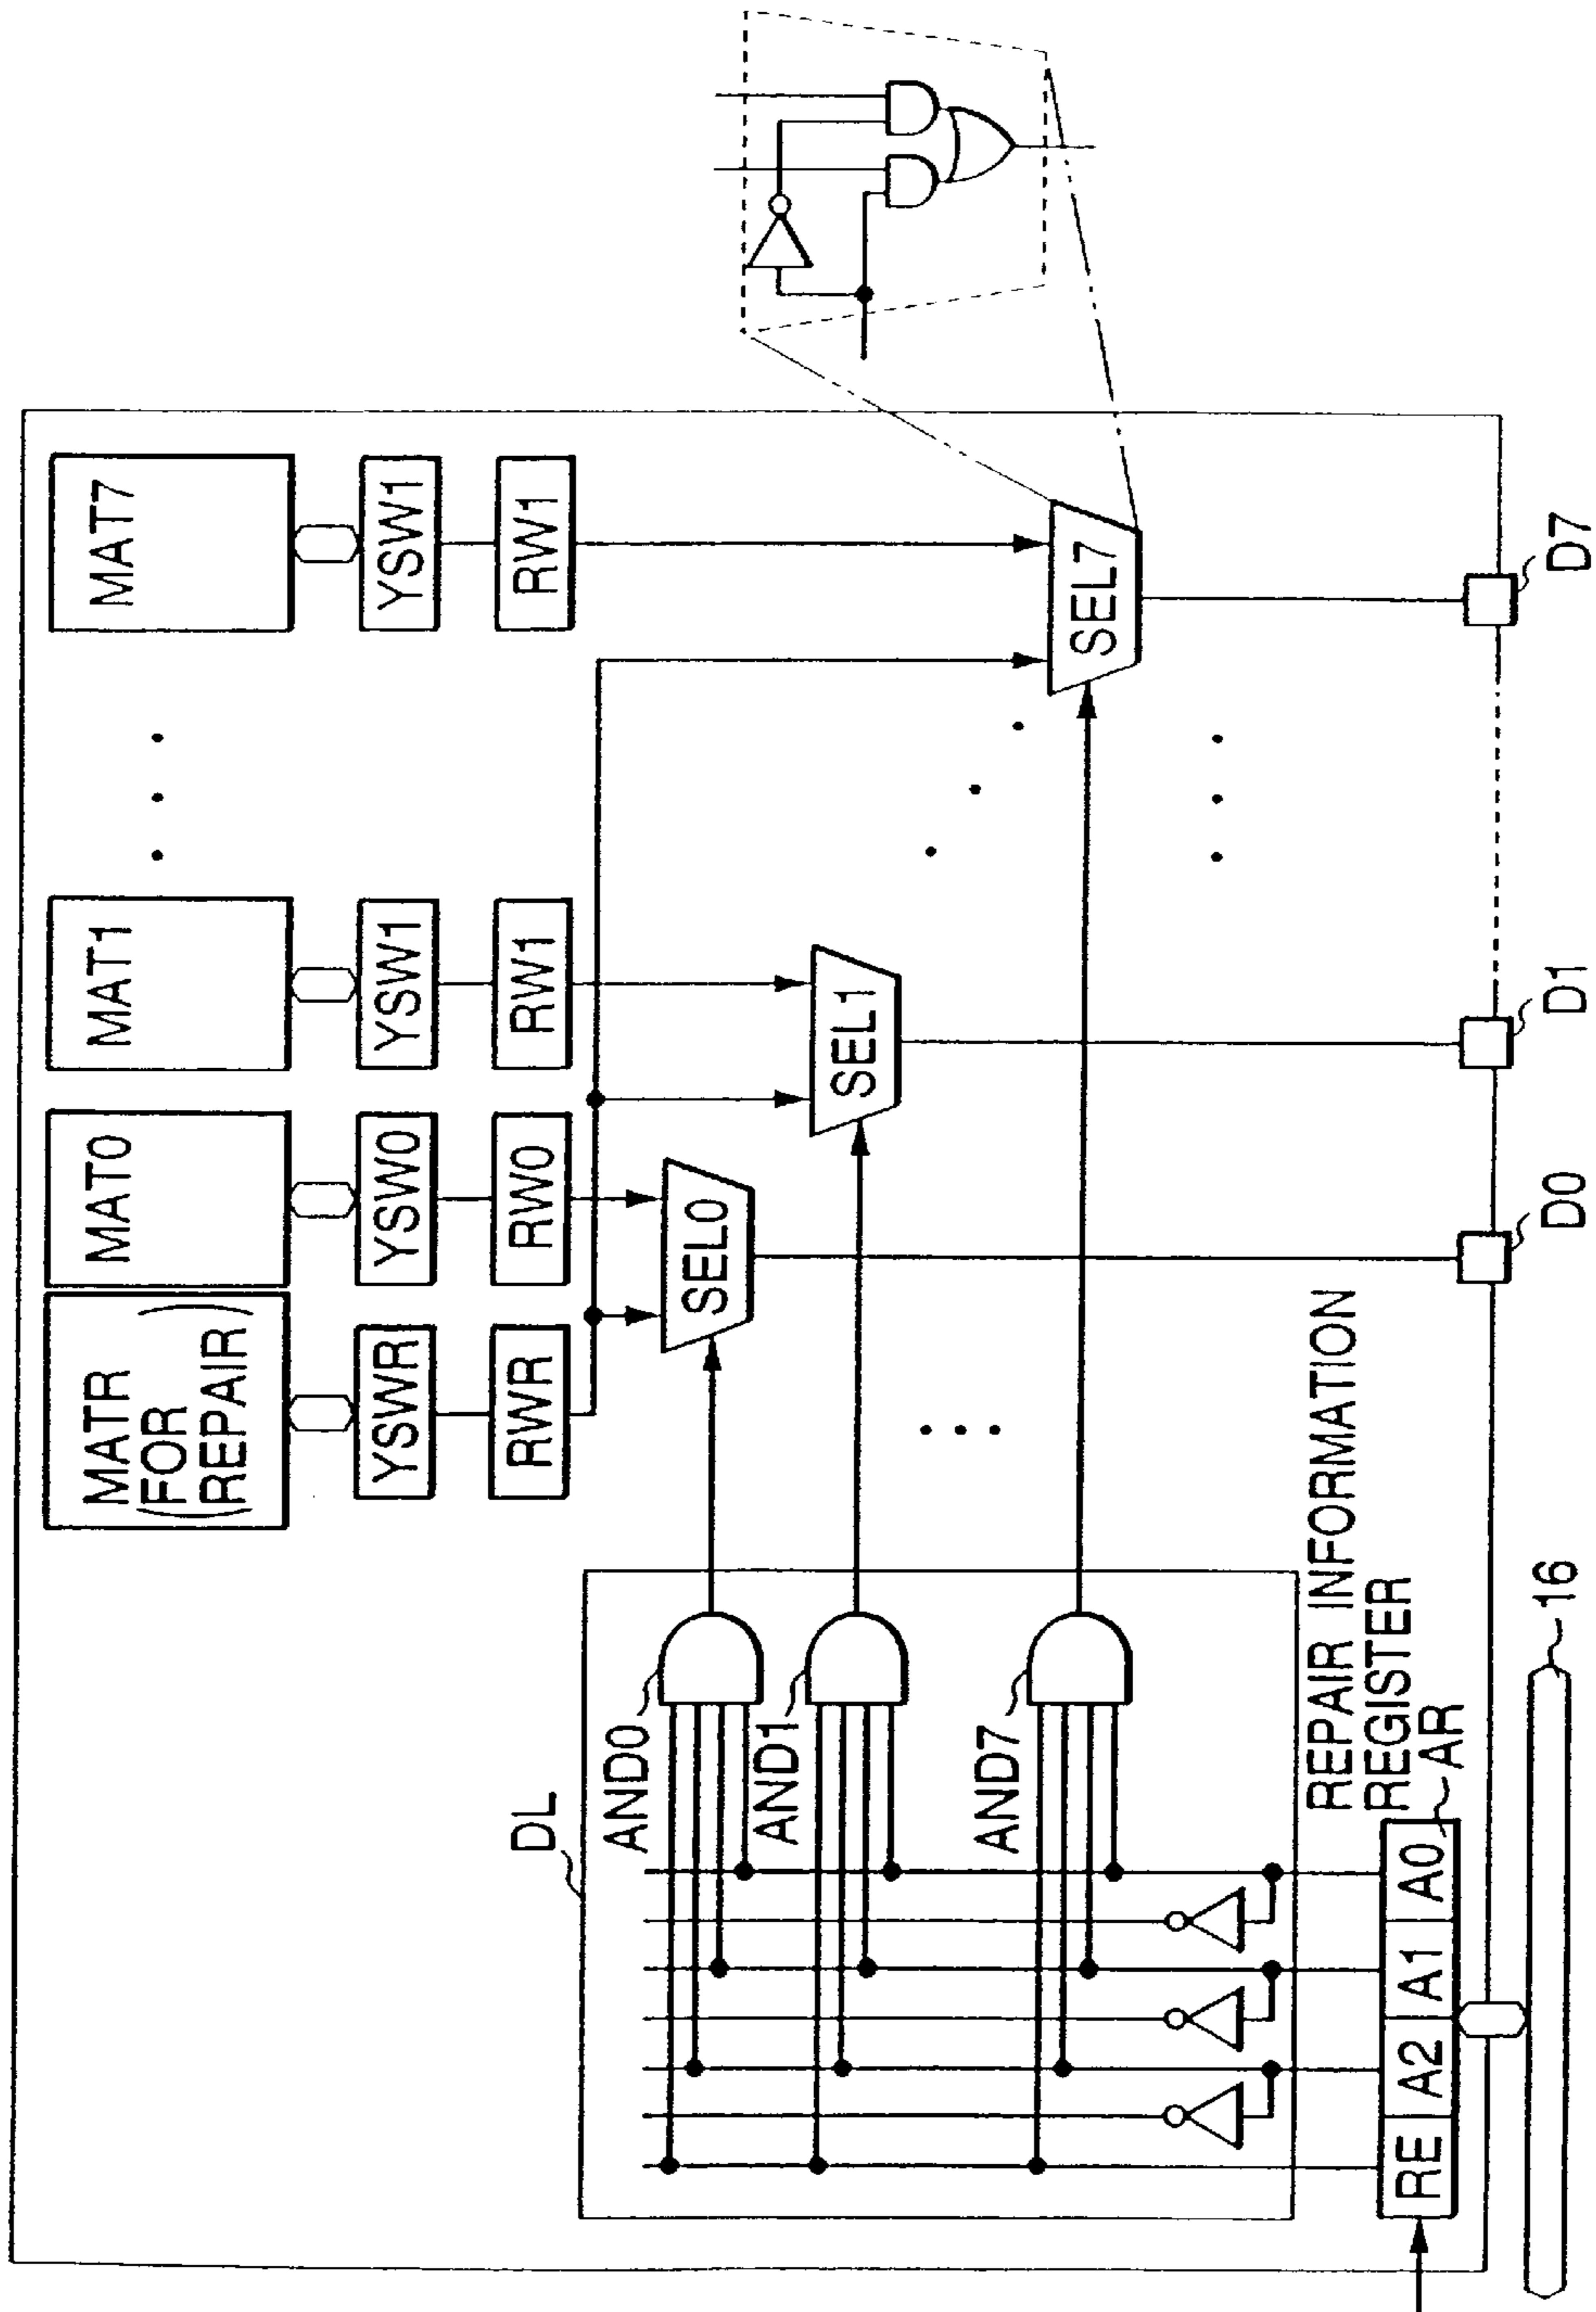 MATR
(FOR
REPAIR)
MAT0
MAT1
MAT7
YSWR
YSW0
YSW1
YSW1
RWR
RW0
RW1
RW1
SEL0
SEL1
SEL7
DL
AND0
AND1
AND7
REPAIR INFORMATION
REGISTER
AR
RE A2 A1 A0
D0
D1
D7
16